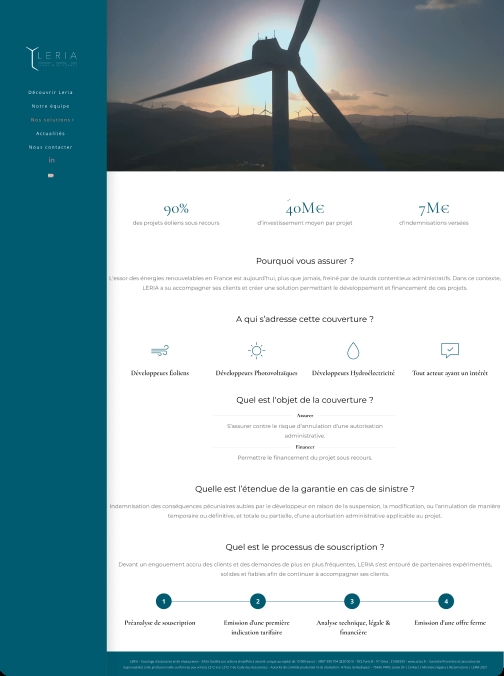 LERIA
Découvrir Leria
Notre équipe
Nos solutions
Actualités
Nous contacter
in
90%
des projets éoliens sous recours
40M€
d'investissement moyen par projet
7M€
d'indemnisations versées
Pourquoi vous assurer ?
L'essor des énergies renouvelables en France est aujourd'hui, plus que jamais, freiné par de lourds contentieux administratifs. Dans ce contexte,
LERIA a su accompagner ses clients et créer une solution permettant le développement et financement de ces projets.
A qui s'adresse cette couverture ?
Développeurs Éoliens
Développeurs Photovoltaïques
Développeurs Hydroélectricité
Tout acteur ayant un intérêt
Quel est l'objet de la couverture ?
Assurer
S'assurer contre le risque d'annulation d'une autorisation
administrative.
Financer
Permettre le financement du projet sous recours.
Quelle est l'étendue de la garantie en cas de sinistre ?
Indemnisation des conséquences pécuniaires subies par le développeur en raison de la suspension, la modification, ou l'annulation de manière
temporaire ou définitive, et totale ou partielle, d'une autorisation administrative applicable au projet.
Quel est le processus de souscription ?
Devant un engouement accru des clients et des demandes de plus en plus fréquentes, LERIA s'est entouré de partenaires expérimentés,
solides et fiables afin de continuer à accompagner ses clients.
1
2
3
4
Préanalyse de souscription
Emission d'une première
indication tarifaire
Analyse technique, légale &
financière
Emission d'une offre ferme